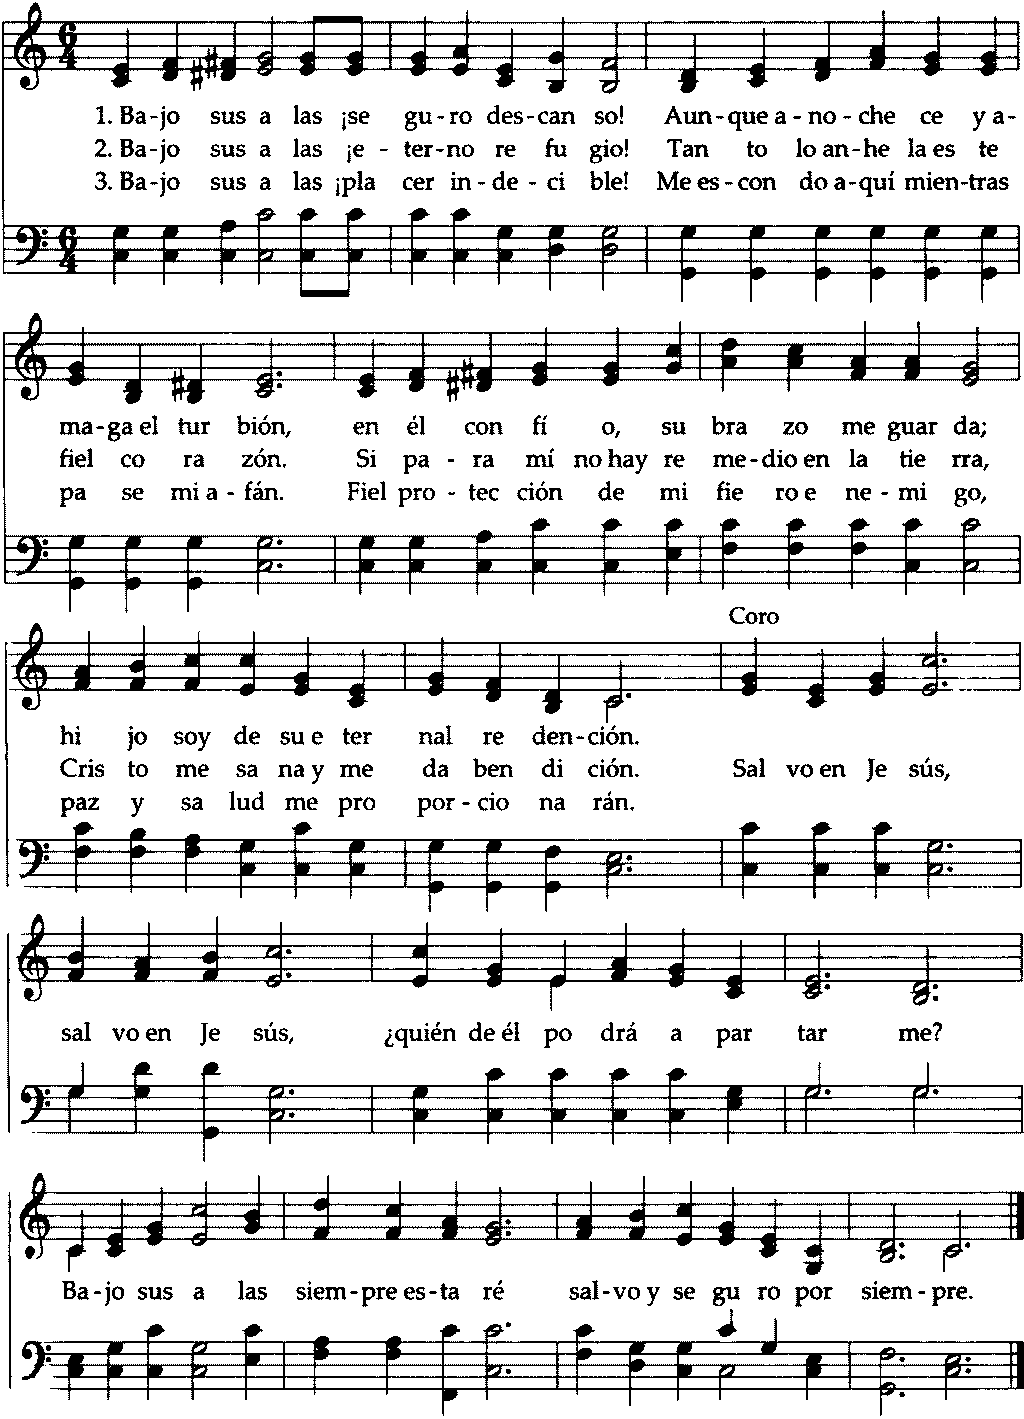 1. Ba-jo sus a las ¡se gu-ro des-can so! Aun-que a-no-che ce y a-
2. Ba-jo sus a las ¡e-ter-no re fu gio! Tan to lo an-he la es te
3. Ba-jo sus a las ¡pla cer in-de-ci ble! Me es-con do a-quí mien-tras
ma-ga el tur bión, en él con fí o, su bra zo me guar da;
fiel co ra zón. Si pa-ra mí no hay re me-dio en la tie rra,
pa se mi a-fán. Fiel pro-tec ción de mi fie ro e ne-mi go,
Coro
hi jo soy de su e ter nal re den-ción.
Cris to me sa na y me da ben di ción. Sal vo en Je sús,
paz y sa lud me pro por-cio na rán.
sal vo en Je sús, ¿quién de él po drá a par tar me?
Ba-jo sus a las siem-pre es-ta ré sal-vo y se gu ro por siem-pre.